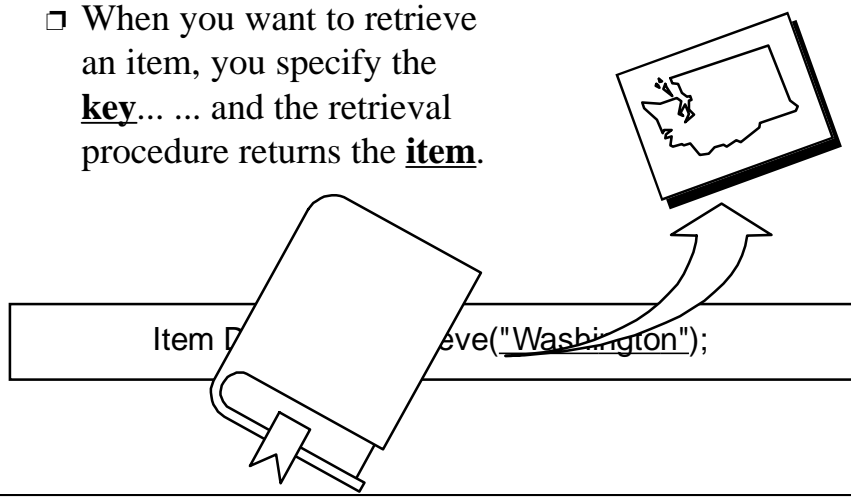 ❐ When you want to retrieve
an item, you specify the
key... ... and the retrieval
procedure returns the item.
Item ("Washington");